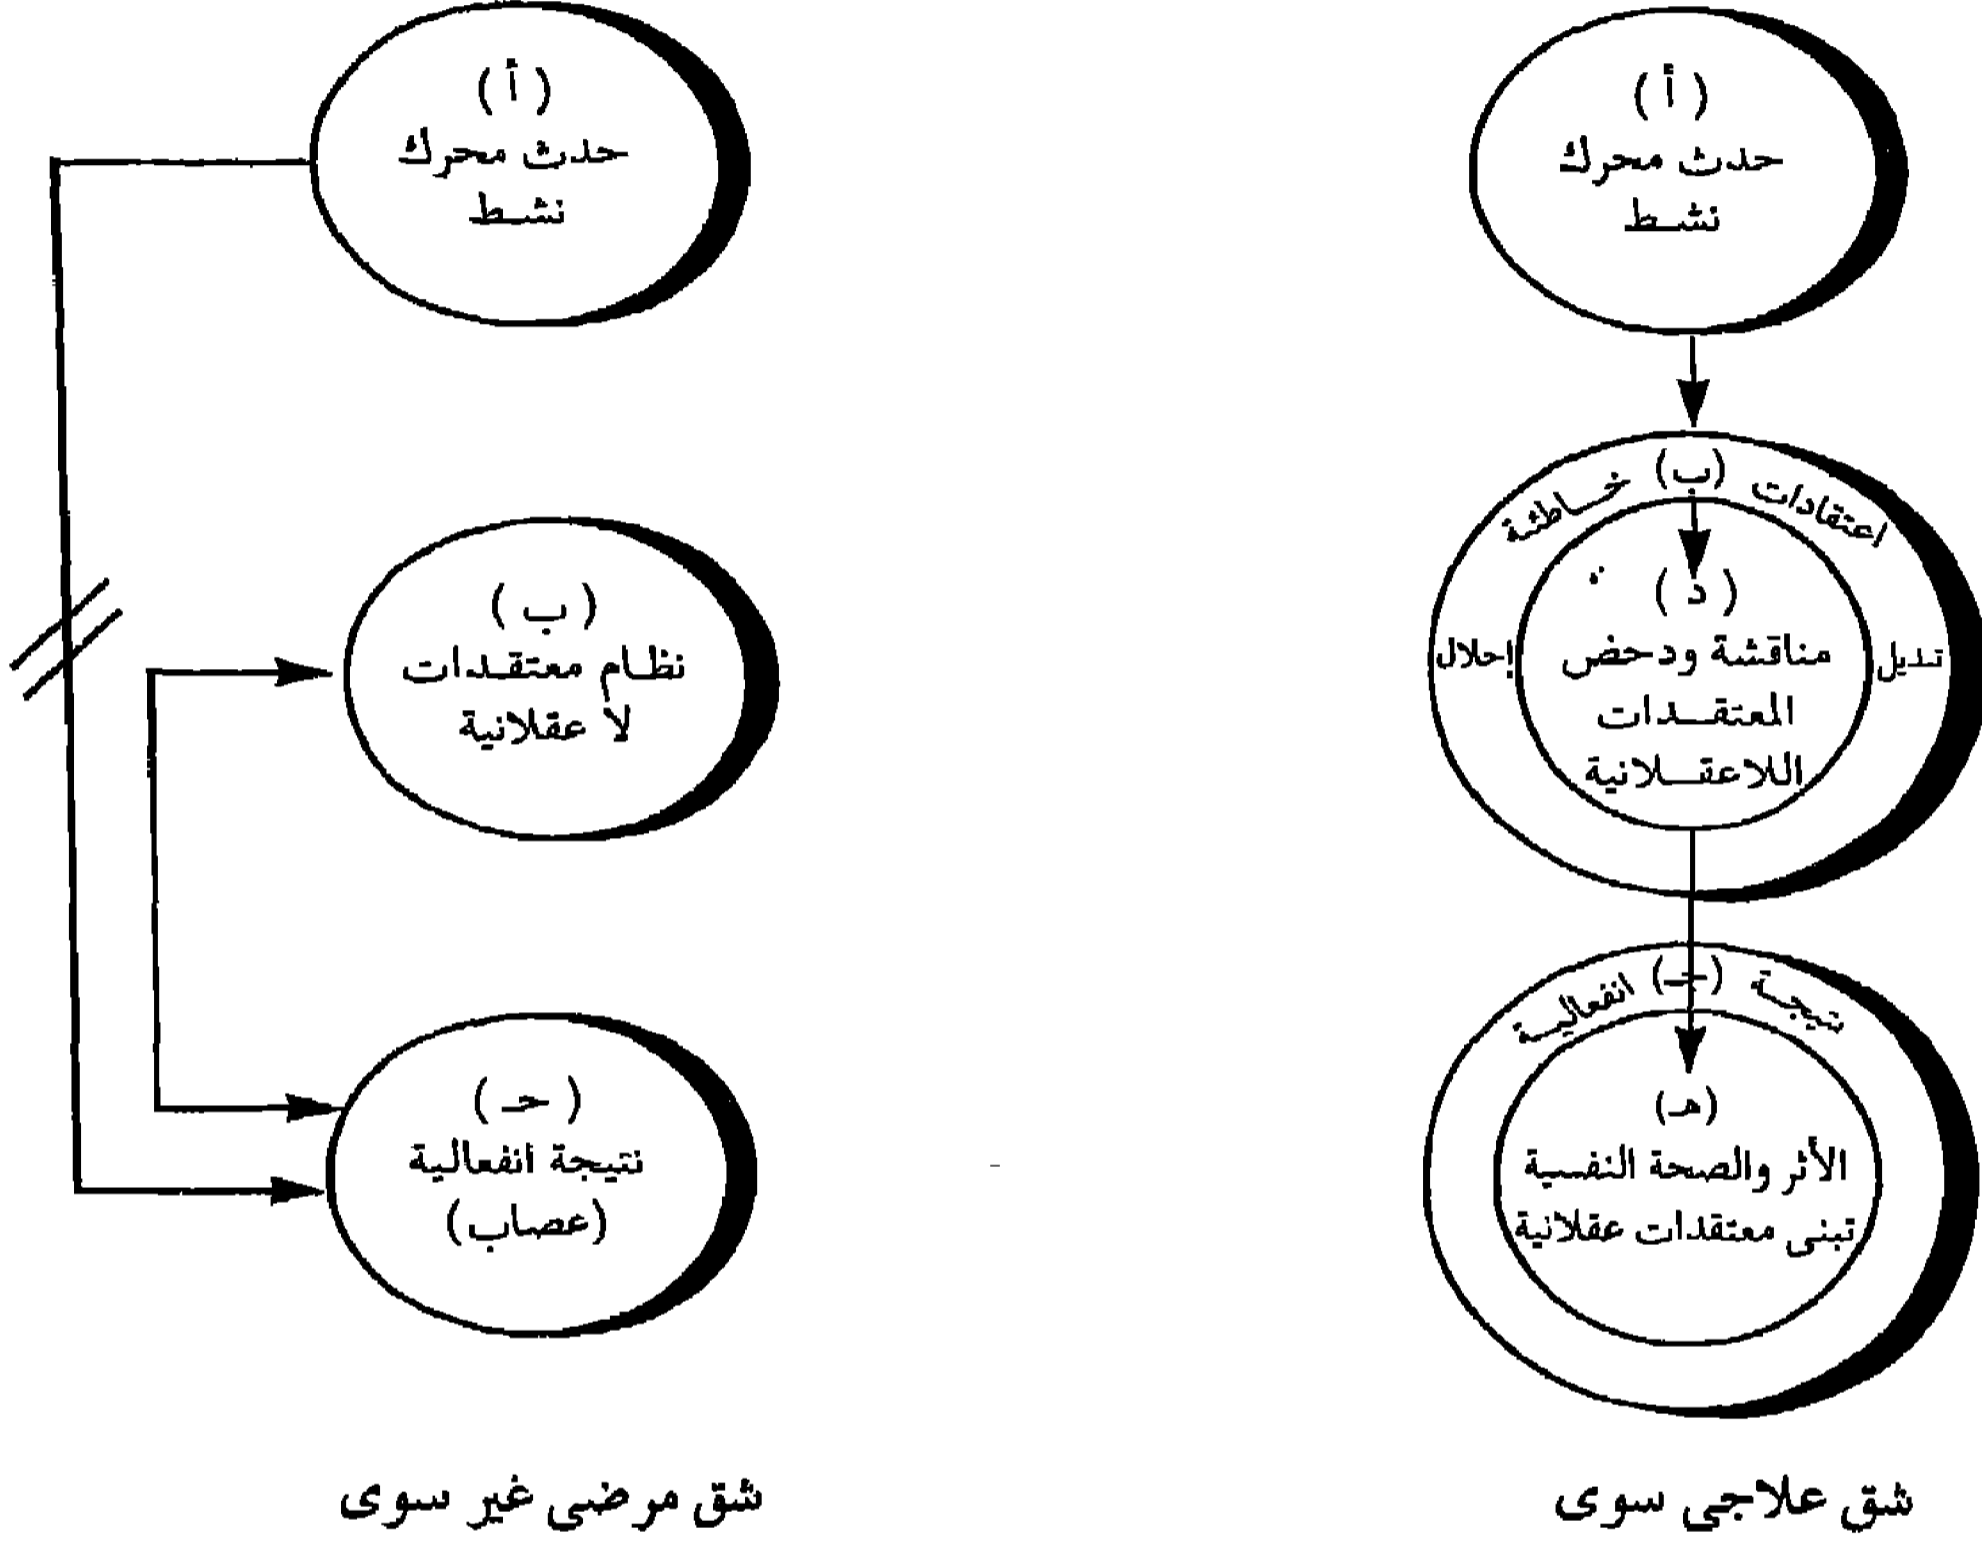 ( أ )
حدث محرك
نشط
اعتقادات (ب) خاطئة
( د )
تبديل
مناقشة ودحض
المعتقدات
اللاعقلانية
إحلال
نتيجة (حـ) انفعالية
(هـ)
الأثر والصحة النفسية
تبنى معتقدات عقلانية
شق علاجى سوى
( أ )
حدث محرك
نشط
( ب )
نظام معتقدات
لا عقلانية
( حـ )
نتيجة انفعالية
(عصاب)
شق مرضى غير سوى